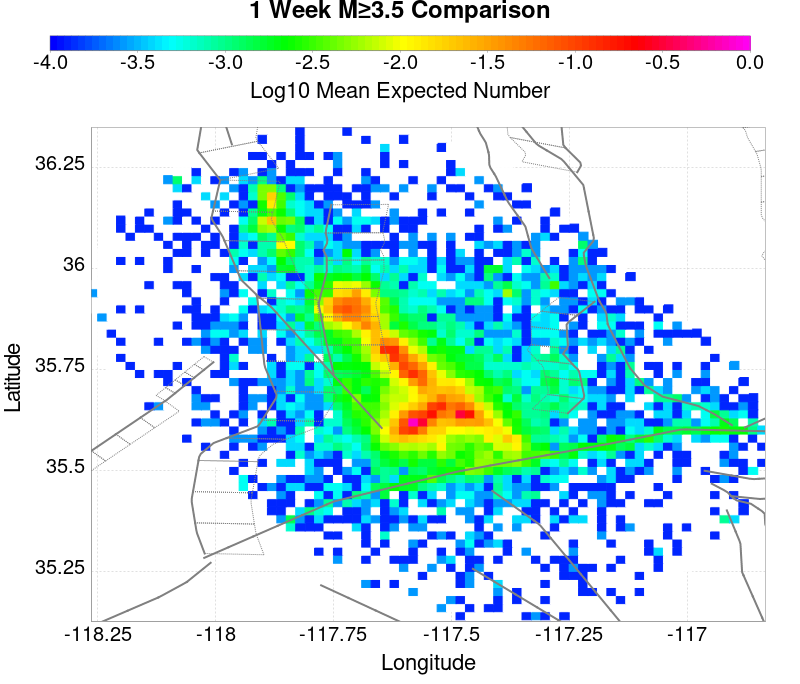 1 Week M≥3.5 Comparison
-4.0 -3.5 -3.0 -2.5 -2.0 -1.5 -1.0 -0.5 0.0
Log10 Mean Expected Number
36.25
36
35.75
35.5
35.25
Latitude
-118.25 -118 -117.75 -117.5 -117.25 -117
Longitude